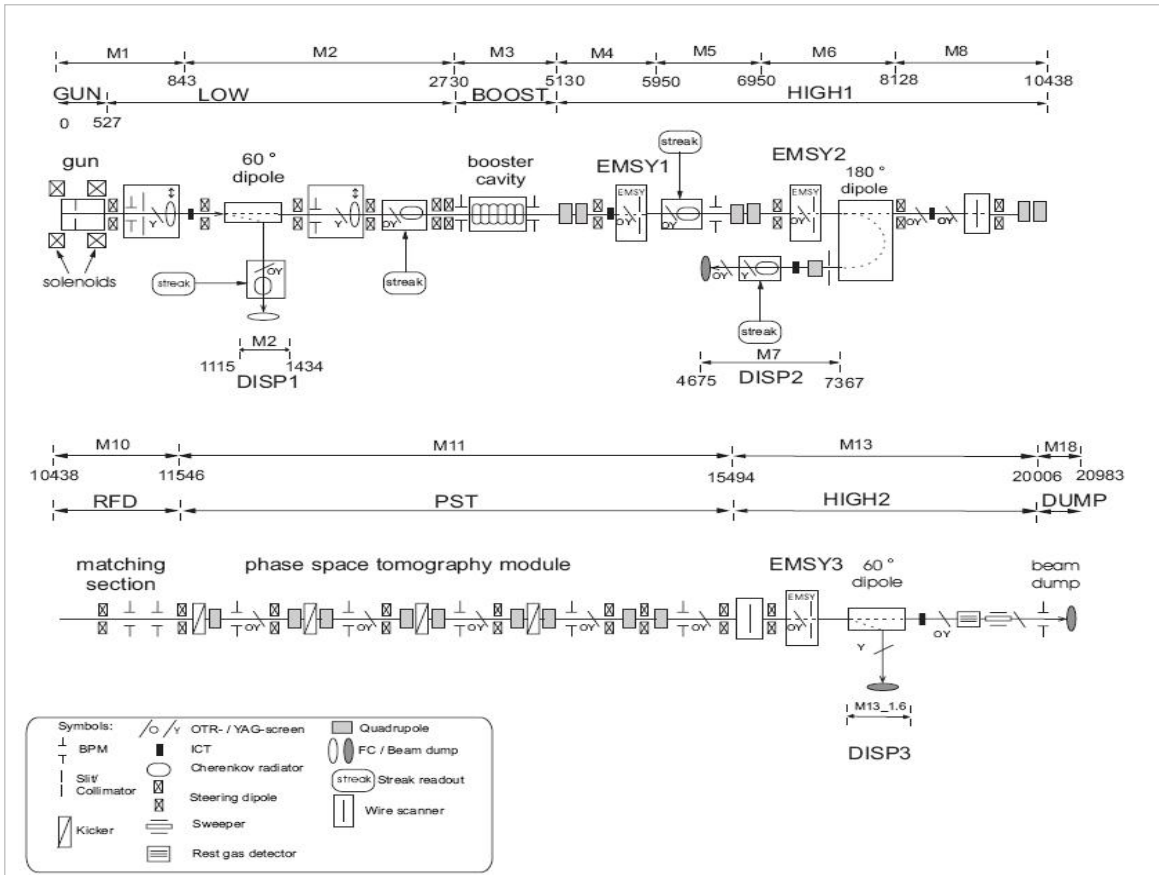 M1 M2 M3 M4 M5 M6 M8
843 2730 5130 5950 6950 8128 10438
GUN LOW BOOST HIGH1
0 527
gun 60 ° dipole booster cavity EMSY1 streak EMSY2 180 ° dipole
EMSY EMSY
Y Y OY OY OY OY OY OY
solenoids streak OY streak OY Y
streak
M2
1115 1434
DISP1
M7
4675 7367
DISP2
M10 M11 M13 M18
10438 11546 15494 20006 20983
RFD PST HIGH2 DUMP
matching section phase space tomography module EMSY3 60 ° dipole beam dump
EMSY
OY OY OY OY OY OY OY
Y
M13_1.6
DISP3
Symbols:
BPM
Slit/
Collimator
Kicker
O Y OTR- / YAG-screen
ICT
Cherenkov radiator
Steering dipole
Sweeper
Rest gas detector
Quadrupole
FC / Beam dump
streak Streak readout
Wire scanner